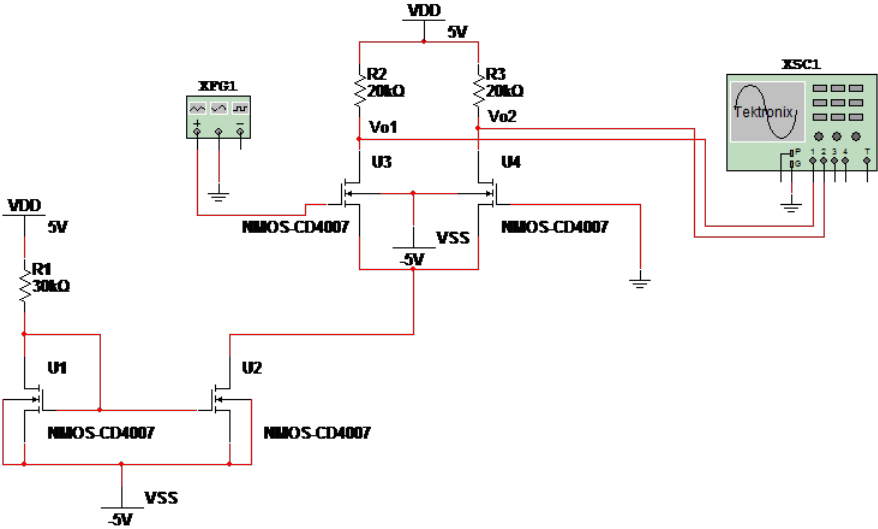 VDD
5V
XFG1
R2
20kΩ
R3
20kΩ
XSC1
Tektronix
Vo1
Vo2
P
G
1 2 3 4 T
U3
U4
NMOS-CD4007
NMOS-CD4007
VSS
-5V
VDD
5V
R1
30kΩ
U1
U2
NMOS-CD4007
NMOS-CD4007
VSS
-5V